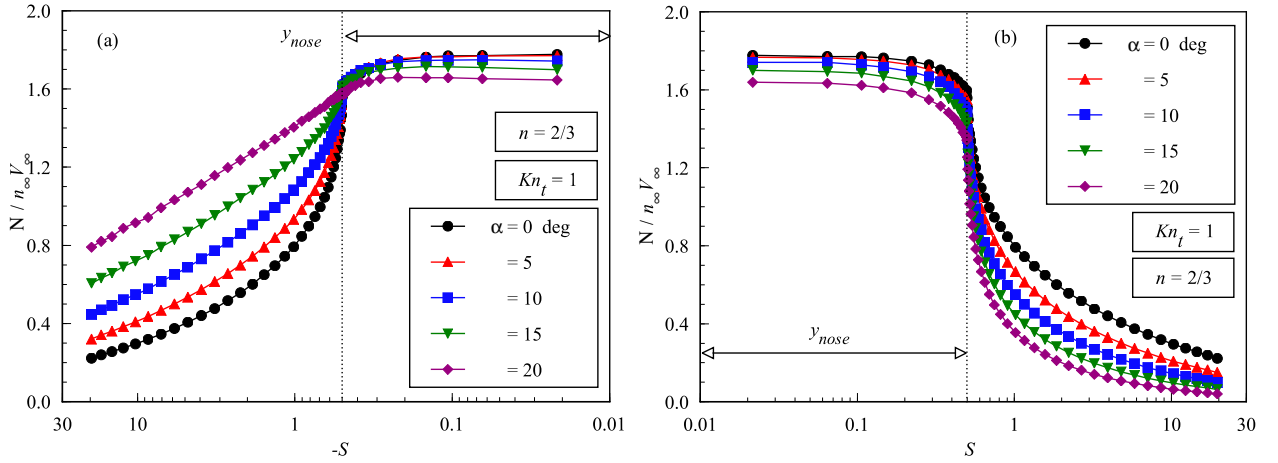 2.0
1.6
1.2
0.8
0.4
0.0
N / n∞V∞
(a)
y_nose
n = 2/3
Kn_t = 1
α = 0 deg
= 5
= 10
= 15
= 20
30
10
1
0.1
0.01
-S
2.0
1.6
1.2
0.8
0.4
0.0
N / n∞V∞
(b)
α = 0 deg
= 5
= 10
= 15
= 20
Kn_t = 1
n = 2/3
y_nose
0.01
0.1
1
10
30
S